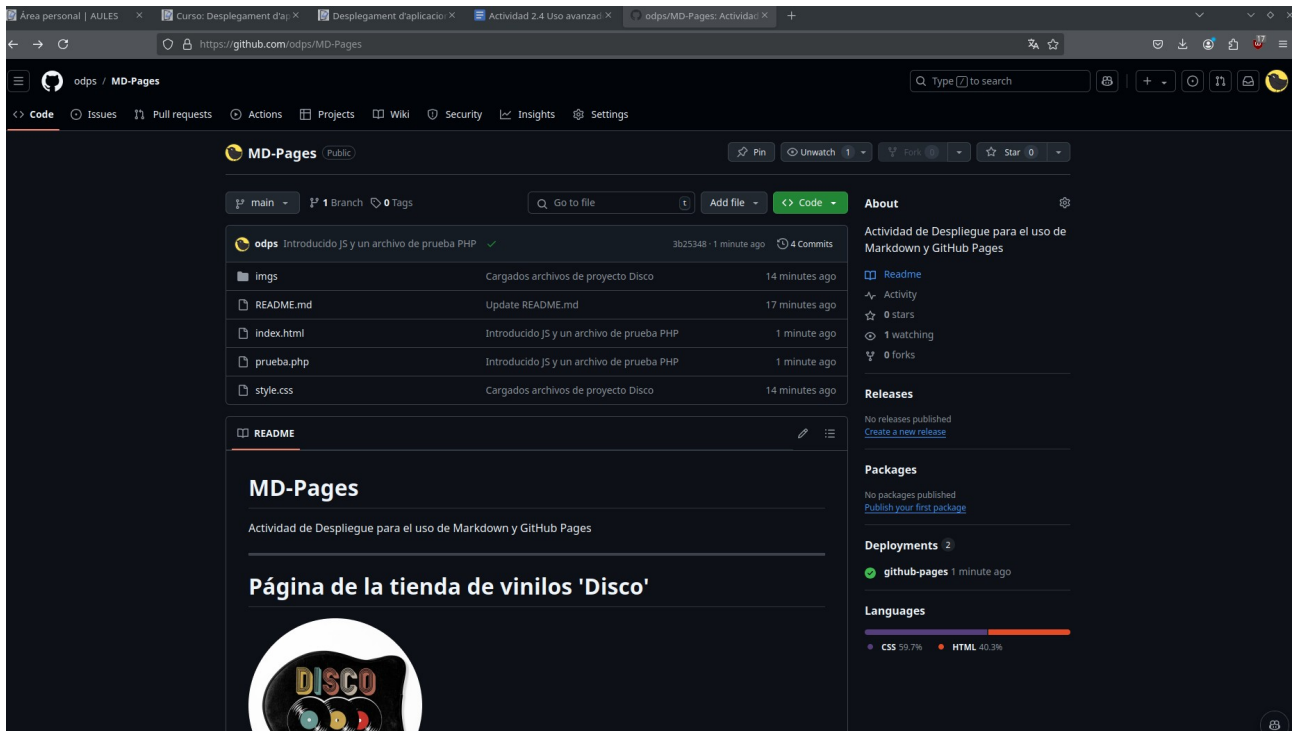 Área personal | AULES
Curso: Desplegament d'ap
Desplegament d'aplicacion
Actividad 2.4 Uso avanzad
odps/MD-Pages: Actividad
https://github.com/odps/MD-Pages
17
odps / MD-Pages
Type / to search
Code Issues Pull requests Actions Projects Wiki Security Insights Settings
MD-Pages Public
Pin Unwatch 1 Fork 0 Star 0
main 1 Branch 0 Tags Go to file t Add file Code
odps Introducido JS y un archivo de prueba PHP 3b25348 · 1 minute ago 4 Commits
imgs Cargados archivos de proyecto Disco 14 minutes ago
README.md Update README.md 17 minutes ago
index.html Introducido JS y un archivo de prueba PHP 1 minute ago
prueba.php Introducido JS y un archivo de prueba PHP 1 minute ago
style.css Cargados archivos de proyecto Disco 14 minutes ago
README
MD-Pages
Actividad de Despliegue para el uso de Markdown y GitHub Pages
Página de la tienda de vinilos 'Disco'
DISCO
About
Actividad de Despliegue para el uso de
Markdown y GitHub Pages
Readme
Activity
0 stars
1 watching
0 forks
Releases
No releases published
Create a new release
Packages
No packages published
Publish your first package
Deployments 2
github-pages 1 minute ago
Languages
CSS 59.7% HTML 40.3%